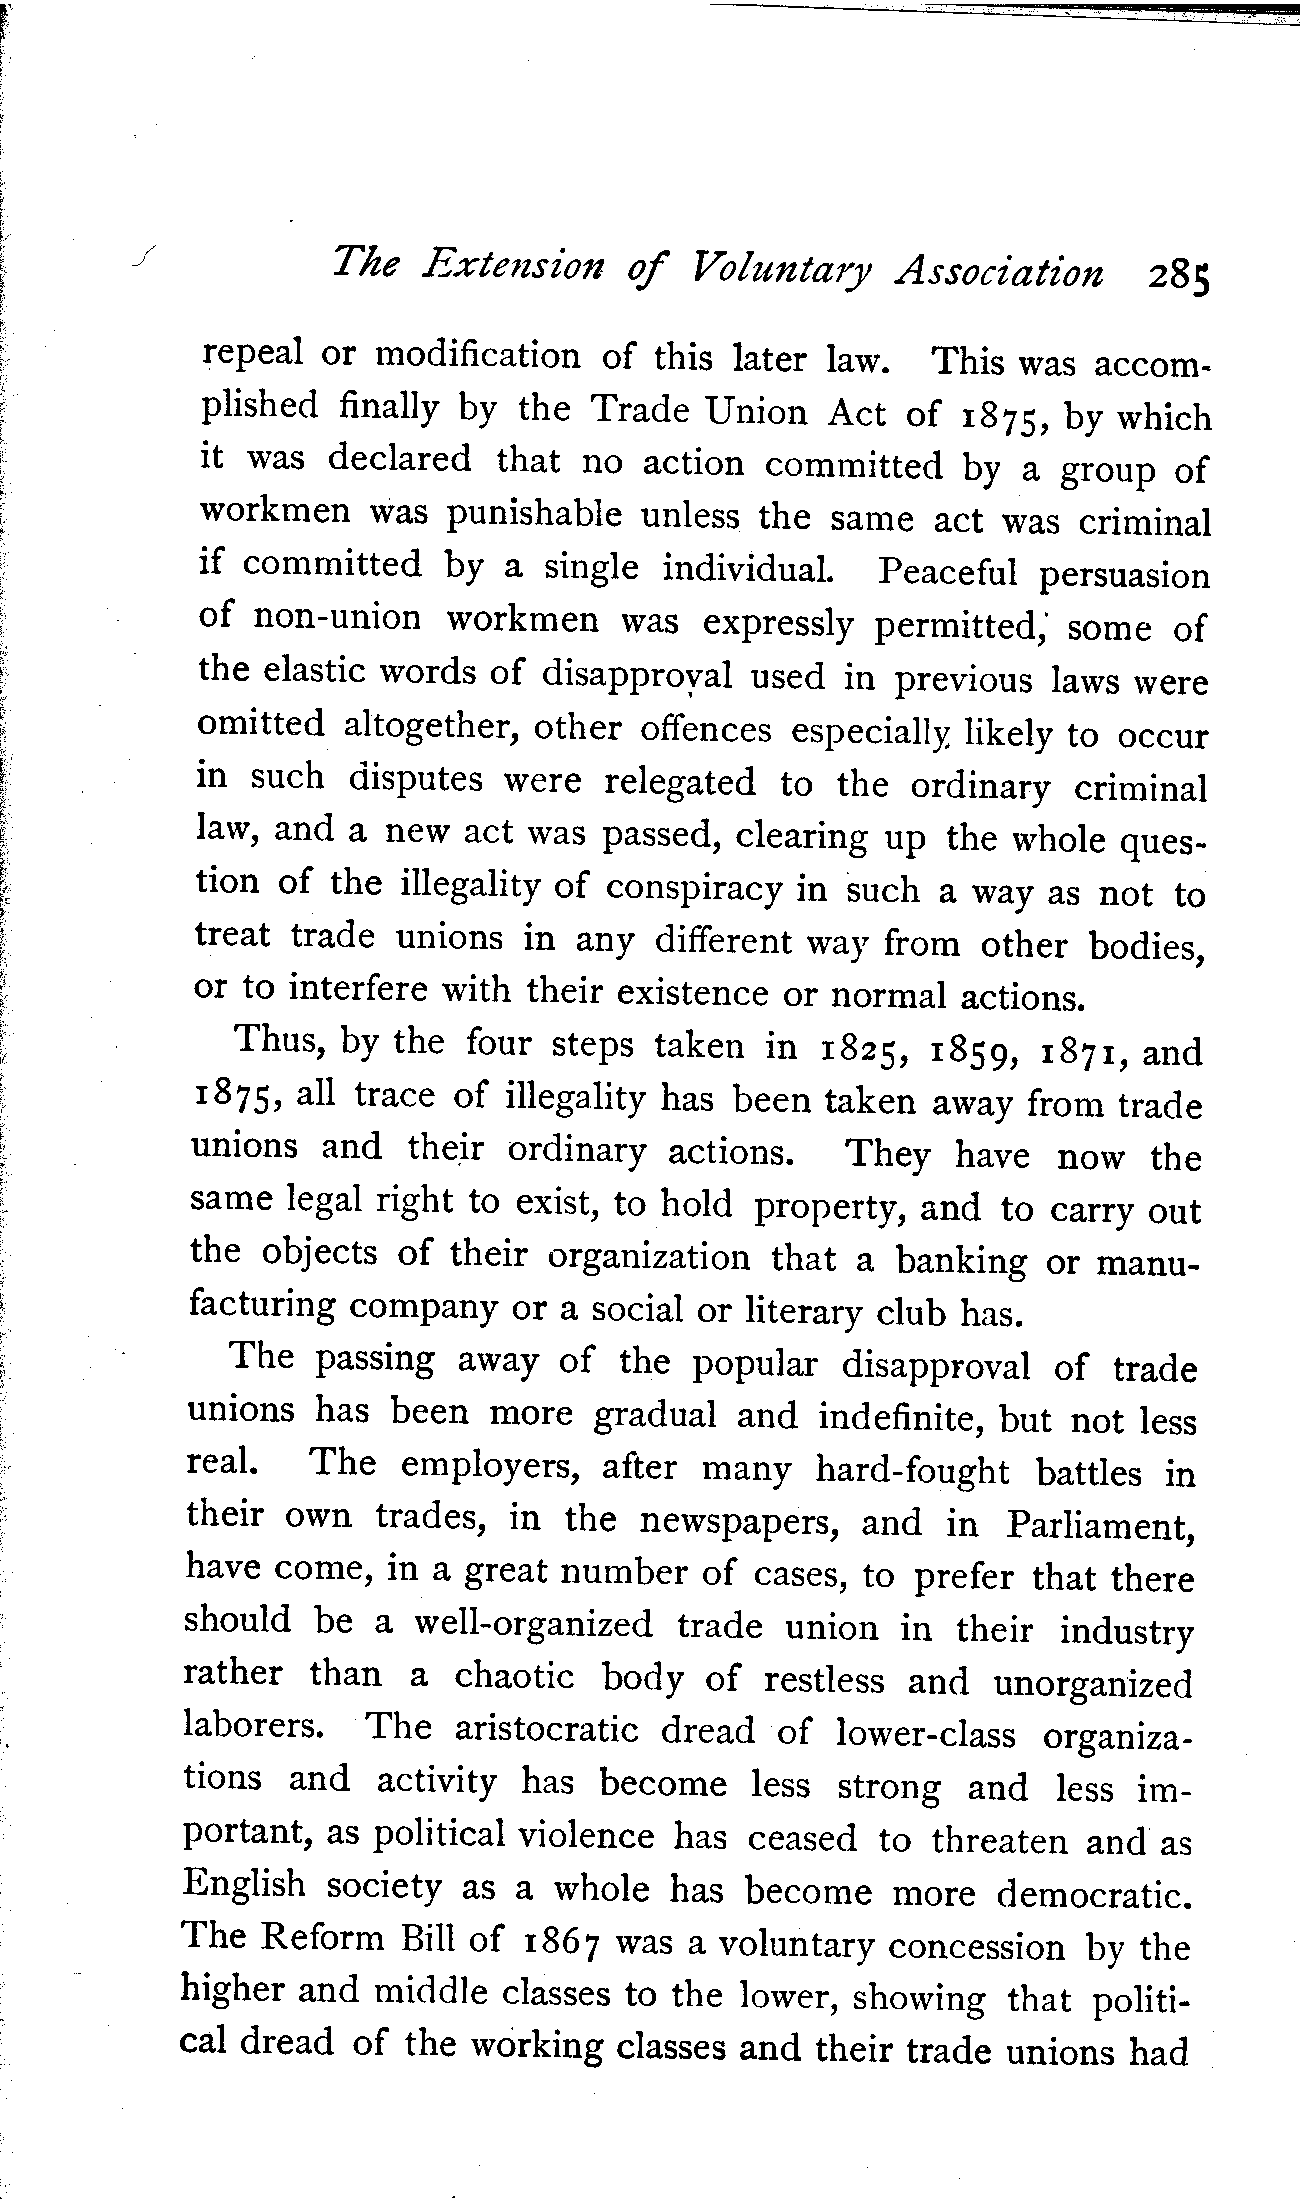 The Extension of Voluntary Association 285
repeal or modification of this later law. This was accom-
plished finally by the Trade Union Act of 1875, by which
it was declared that no action committed by a group of
workmen was punishable unless the same act was criminal
if committed by a single individual. Peaceful persuasion
of non-union workmen was expressly permitted, some of
the elastic words of disapproval used in previous laws were
omitted altogether, other offences especially likely to occur
in such disputes were relegated to the ordinary criminal
law, and a new act was passed, clearing up the whole ques-
tion of the illegality of conspiracy in such a way as not to
treat trade unions in any different way from other bodies,
or to interfere with their existence or normal actions.
Thus, by the four steps taken in 1825, 1859, 1871, and
1875, all trace of illegality has been taken away from trade
unions and their ordinary actions. They have now the
same legal right to exist, to hold property, and to carry out
the objects of their organization that a banking or manu-
facturing company or a social or literary club has.
The passing away of the popular disapproval of trade
unions has been more gradual and indefinite, but not less
real. The employers, after many hard-fought battles in
their own trades, in the newspapers, and in Parliament,
have come, in a great number of cases, to prefer that there
should be a well-organized trade union in their industry
rather than a chaotic body of restless and unorganized
laborers. The aristocratic dread of lower-class organiza-
tions and activity has become less strong and less im-
portant, as political violence has ceased to threaten and as
English society as a whole has become more democratic.
The Reform Bill of 1867 was a voluntary concession by the
higher and middle classes to the lower, showing that politi-
cal dread of the working classes and their trade unions had